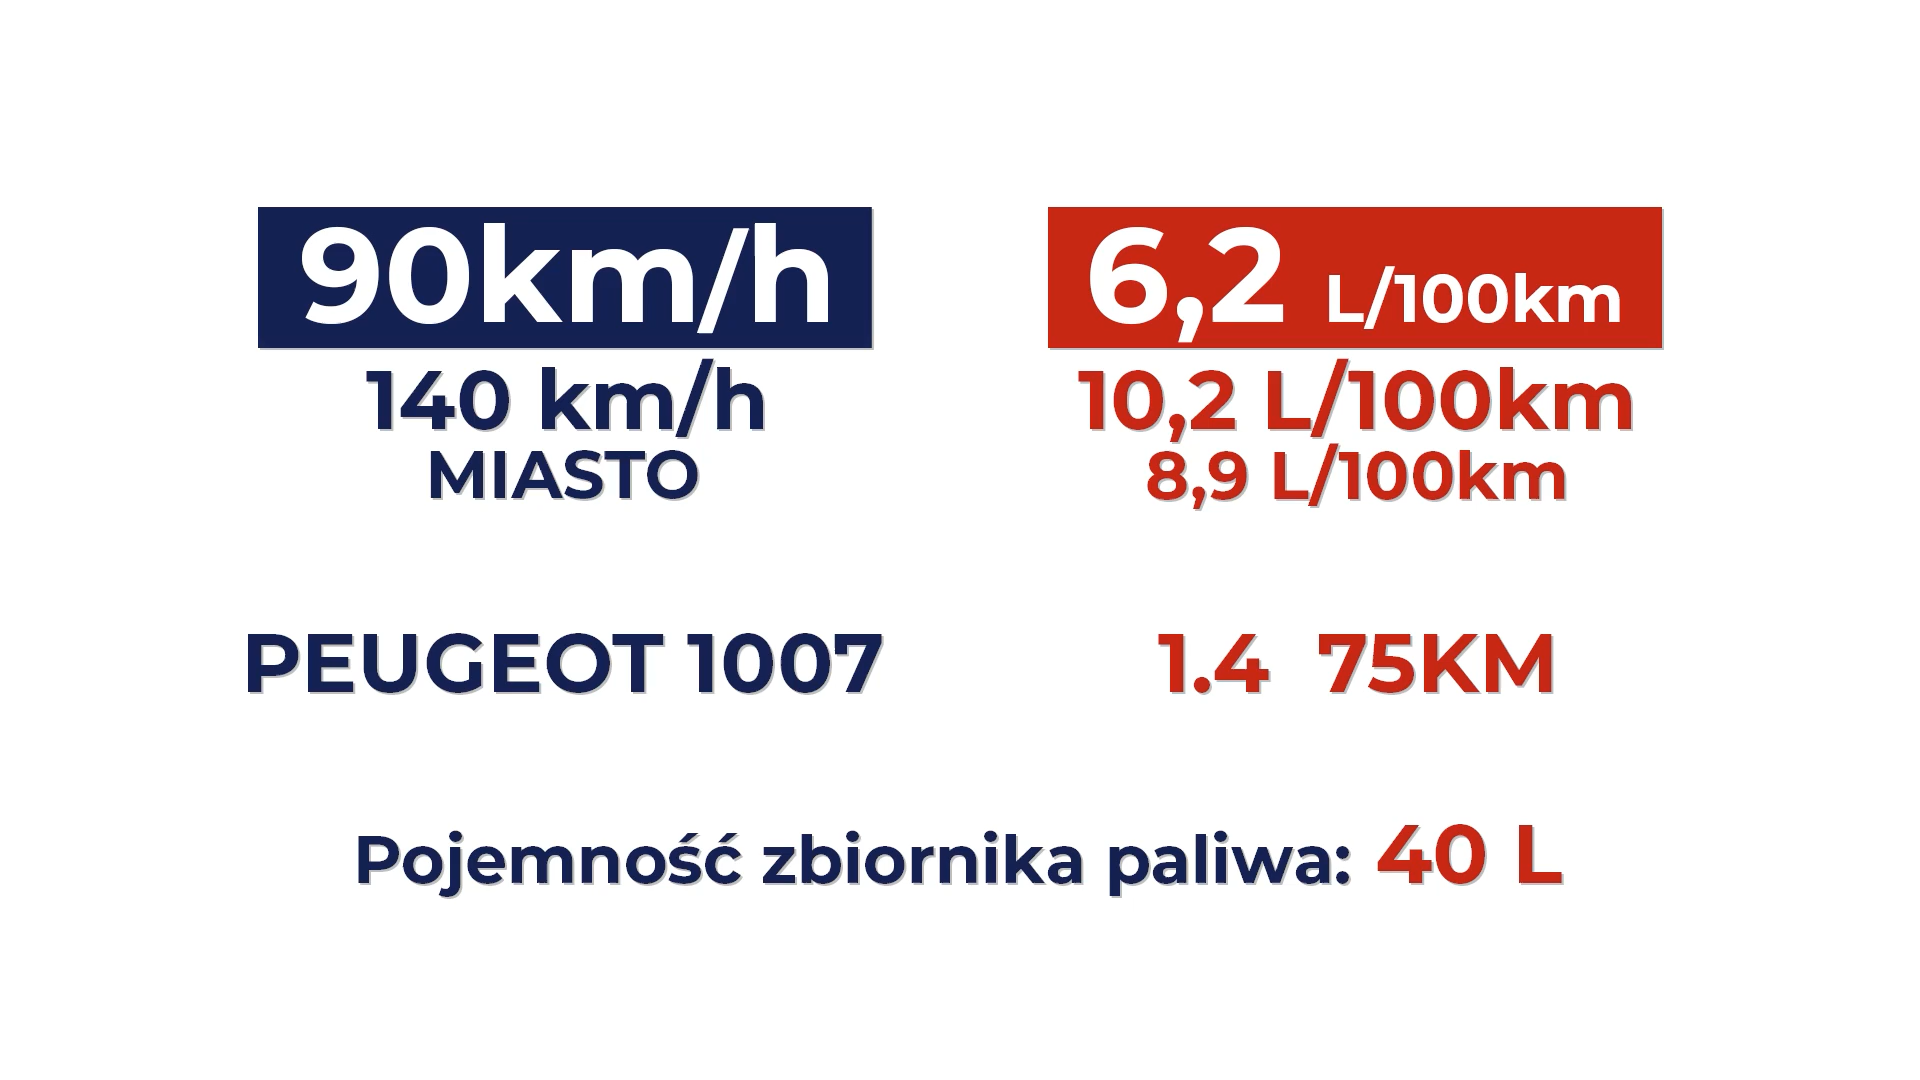 90km/h 6,2 L/100km
140 km/h 10,2 L/100km
MIASTO 8,9 L/100km
PEUGEOT 1007 1.4 75KM
Pojemność zbiornika paliwa: 40 L